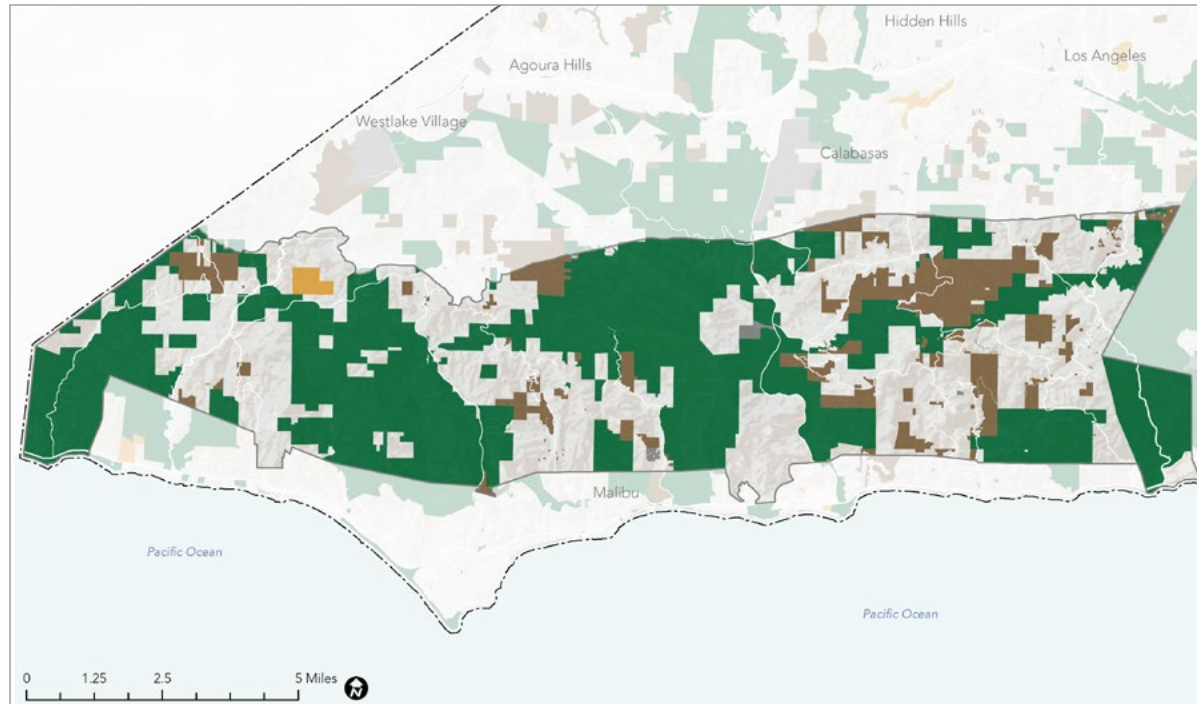 Hidden Hills
Los Angeles
Agoura Hills
Westlake Village
Calabasas
Malibu
Pacific Ocean
Pacific Ocean
0 1.25 2.5 5 Miles
N